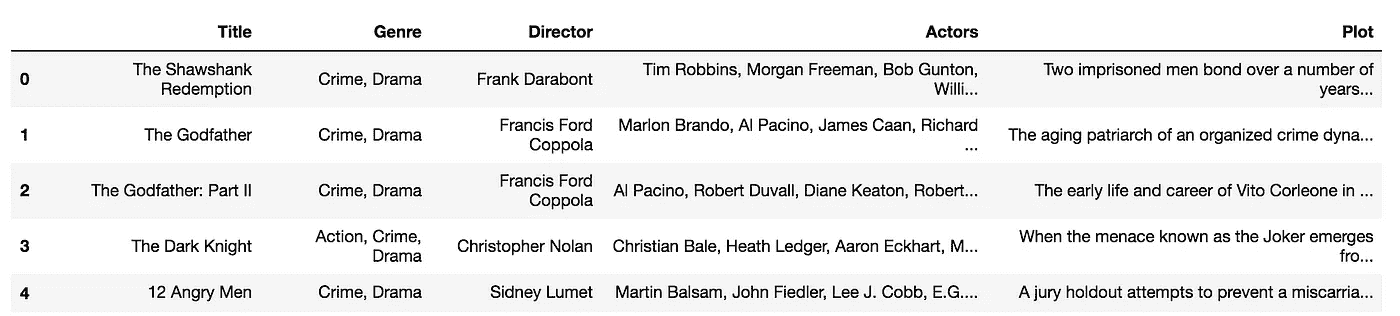 Title Genre Director Actors Plot
0 The Shawshank Redemption Crime, Drama Frank Darabont Tim Robbins, Morgan Freeman, Bob Gunton, Willi... Two imprisoned men bond over a number of years...
1 The Godfather Crime, Drama Francis Ford Coppola Marlon Brando, Al Pacino, James Caan, Richard ... The aging patriarch of an organized crime dyna...
2 The Godfather: Part II Crime, Drama Francis Ford Coppola Al Pacino, Robert Duvall, Diane Keaton, Robert... The early life and career of Vito Corleone in ...
3 The Dark Knight Action, Crime, Drama Christopher Nolan Christian Bale, Heath Ledger, Aaron Eckhart, M... When the menace known as the Joker emerges fro...
4 12 Angry Men Crime, Drama Sidney Lumet Martin Balsam, John Fiedler, Lee J. Cobb, E.G.... A jury holdout attempts to prevent a miscarria...